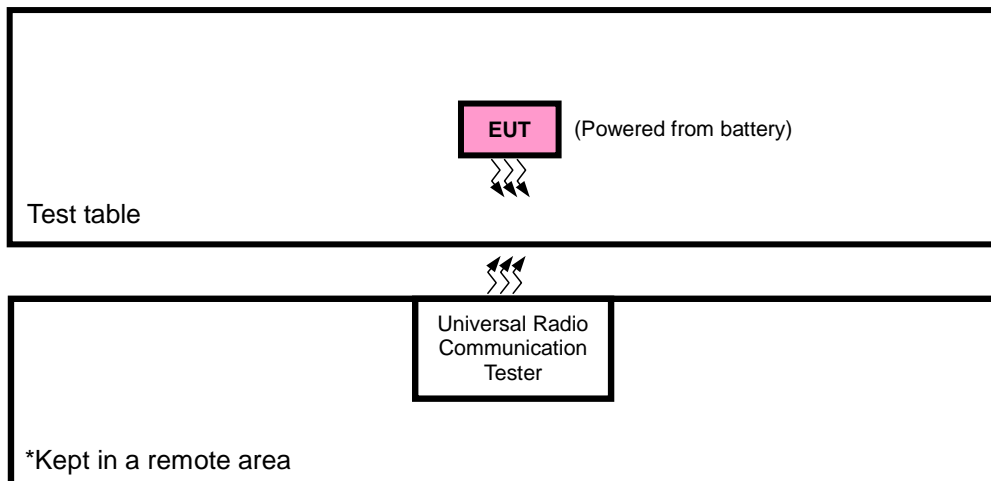 EUT
(Powered from battery)
Test table
Universal Radio
Communication
Tester
*Kept in a remote area